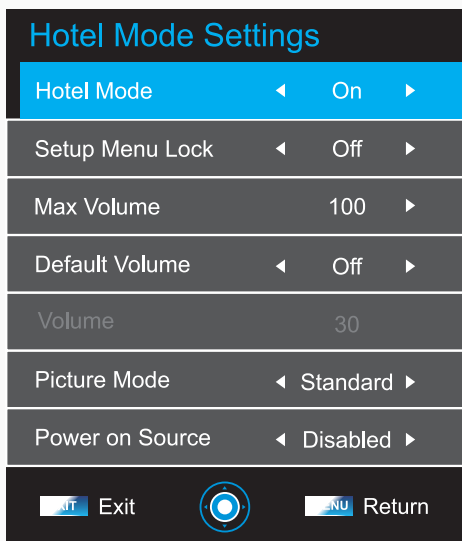 Hotel Mode Settings
Hotel Mode On
Setup Menu Lock Off
Max Volume 100
Default Volume Off
Volume 30
Picture Mode Standard
Power on Source Disabled
Exit Return